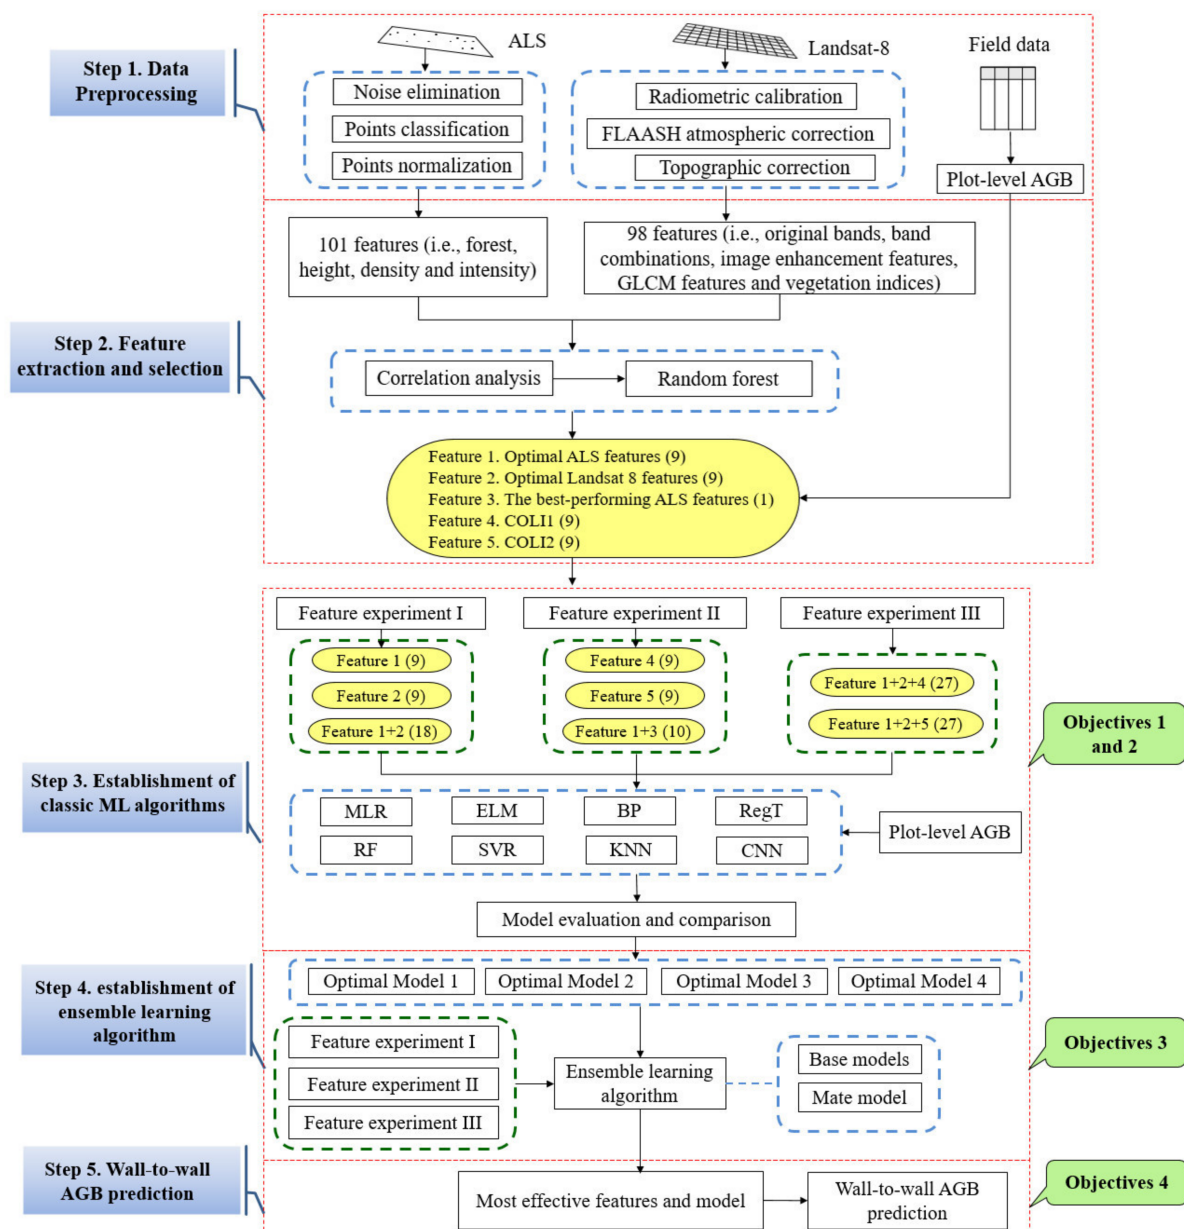 Step 1. Data
Preprocessing
ALS
Landsat-8
Field data
Noise elimination
Points classification
Points normalization
Radiometric calibration
FLAASH atmospheric correction
Topographic correction
Plot-level AGB
Step 2. Feature
extraction and selection
101 features (i.e., forest,
height, density and intensity)
98 features (i.e., original bands, band
combinations, image enhancement features,
GLCM features and vegetation indices)
Correlation analysis
Random forest
Feature 1. Optimal ALS features (9)
Feature 2. Optimal Landsat 8 features (9)
Feature 3. The best-performing ALS features (1)
Feature 4. COLI1 (9)
Feature 5. COLI2 (9)
Step 3. Establishment of
classic ML algorithms
Feature experiment I
Feature 1 (9)
Feature 2 (9)
Feature 1+2 (18)
Feature experiment II
Feature 4 (9)
Feature 5 (9)
Feature 1+3 (10)
Feature experiment III
Feature 1+2+4 (27)
Feature 1+2+5 (27)
Objectives 1
and 2
MLR
ELM
BP
RegT
RF
SVR
KNN
CNN
Plot-level AGB
Model evaluation and comparison
Step 4. establishment of
ensemble learning
algorithm
Optimal Model 1
Optimal Model 2
Optimal Model 3
Optimal Model 4
Feature experiment I
Feature experiment II
Feature experiment III
Ensemble learning
algorithm
Base models
Mate model
Objectives 3
Step 5. Wall-to-wall
AGB prediction
Most effective features and model
Wall-to-wall AGB
prediction
Objectives 4